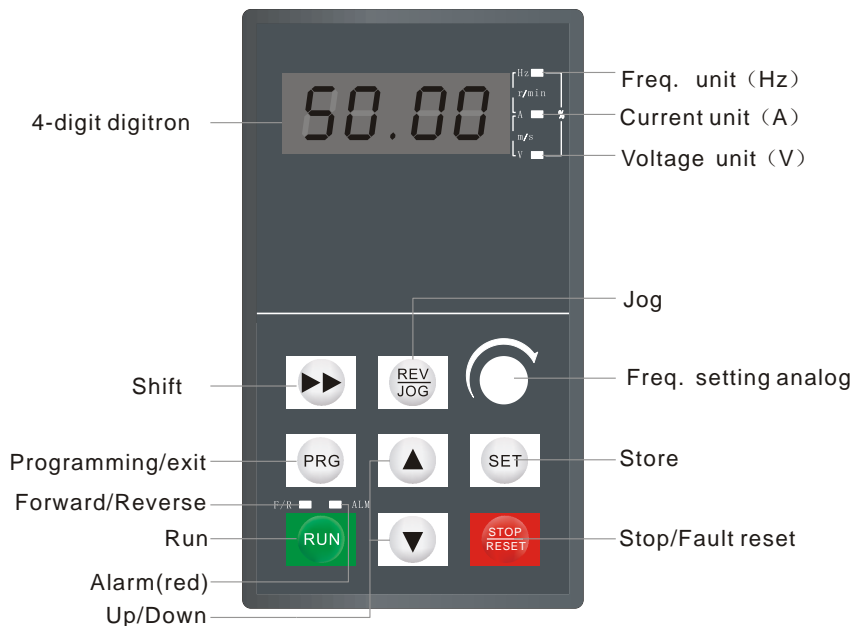 50.00
Hz
r/min
A
m/s
V
%
4-digit digitron
Freq. unit（Hz）
Current unit（A）
Voltage unit（V）
Jog
Shift
REV
JOG
Freq. setting analog
Programming/exit
PRG
SET
Store
Forward/Reverse
F/R
ALM
Run
RUN
STOP
RESET
Stop/Fault reset
Alarm(red)
Up/Down